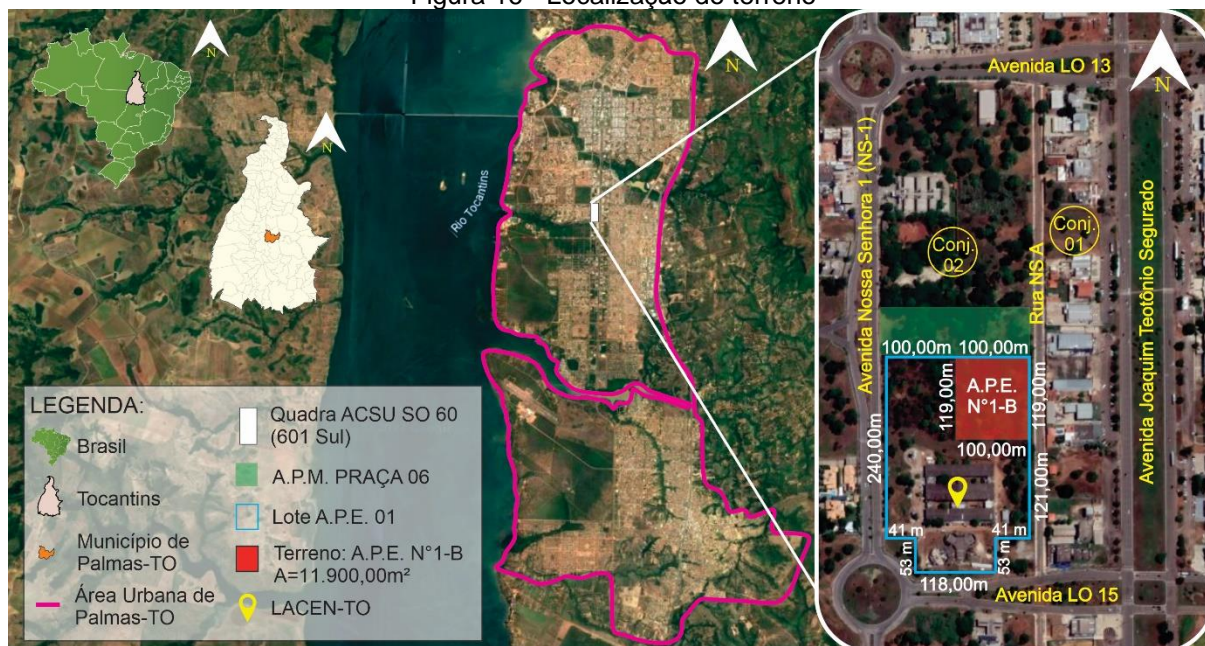 Figura 16 - Localização do terreno
N
N
N
Rio Tocantins
LEGENDA:
Brasil
Tocantins
Município de
Palmas-TO
Área Urbana de
Palmas-TO
Quadra ACSU SO 60
(601 Sul)
A.P.M. PRAÇA 06
Lote A.P.E. 01
Terreno: A.P.E. N°1-B
A=11.900,00m²
LACEN-TO
Avenida LO 13
N
Avenida Nossa Senhora 1 (NS-1)
Conj.
02
Rua NS A
Conj.
01
Avenida Joaquim Teotônio Segurado
100,00m
100,00m
119,00m
A.P.E.
N°1-B
119,00m
100,00m
240,00m
121,00m
41 m
41 m
53 m
53 m
118,00m
Avenida LO 15